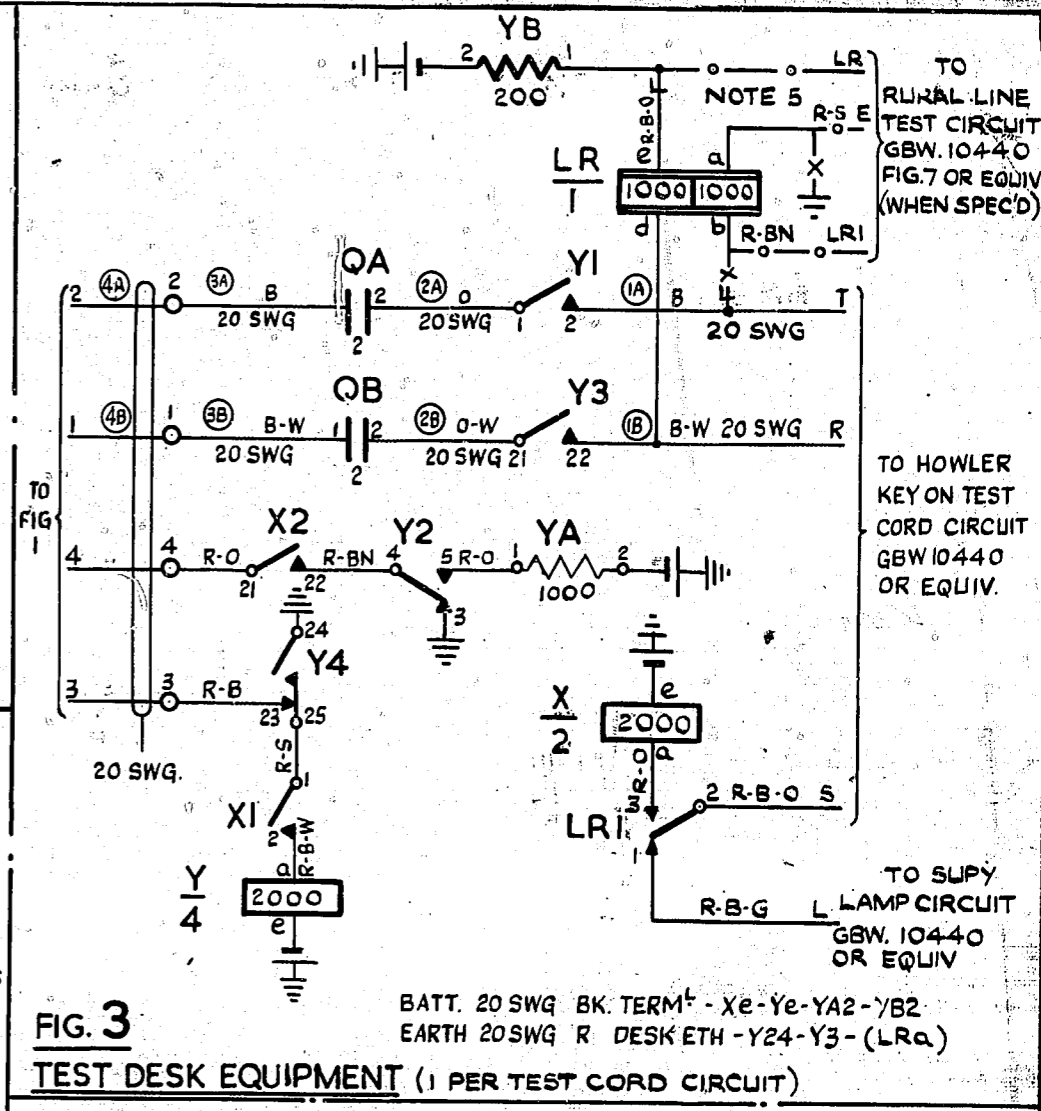 YB
2 1
200
LR
NOTE 5
TO
RURAL LINE
TEST CIRCUIT
GBW. 10440
FIG.7 OR EQUIV
(WHEN SPEC'D)
R-B-O
R-S E
LR
1
e a
1000 1000
d b
X
R-BN LR1
X
QA
Y1
2 4A 2 3A B 2 2A O 1A B T
20 SWG 2 20 SWG 1 2 20 SWG
QB
Y3
1 4B 1 3B B-W 1 2 2B O-W 1B B-W 20 SWG R
20 SWG 2 20 SWG 21 22
TO
FIG
1
TO HOWLER
KEY ON TEST
CORD CIRCUIT
GBW 10440
OR EQUIV.
X2 Y2 YA
4 4 R-O R-BN 4 5 R-O 1 2
21 22 3 1000
24
Y4
3 3 R-B 23 25
R-S
20 SWG.
1
X1
2
R-B-W
a
Y
4
2000
e
e
X
2
2000
a
R-O
3
LR1
2 R-B-O S
1
R-B-G L
TO SUPY
LAMP CIRCUIT
GBW. 10440
OR EQUIV
BATT. 20 SWG BK. TERML - Xe-Ye-YA2-YB2
EARTH 20SWG R DESK ETH -Y24-Y3-(LRa)
FIG. 3
TEST DESK EQUIPMENT (1 PER TEST CORD CIRCUIT)